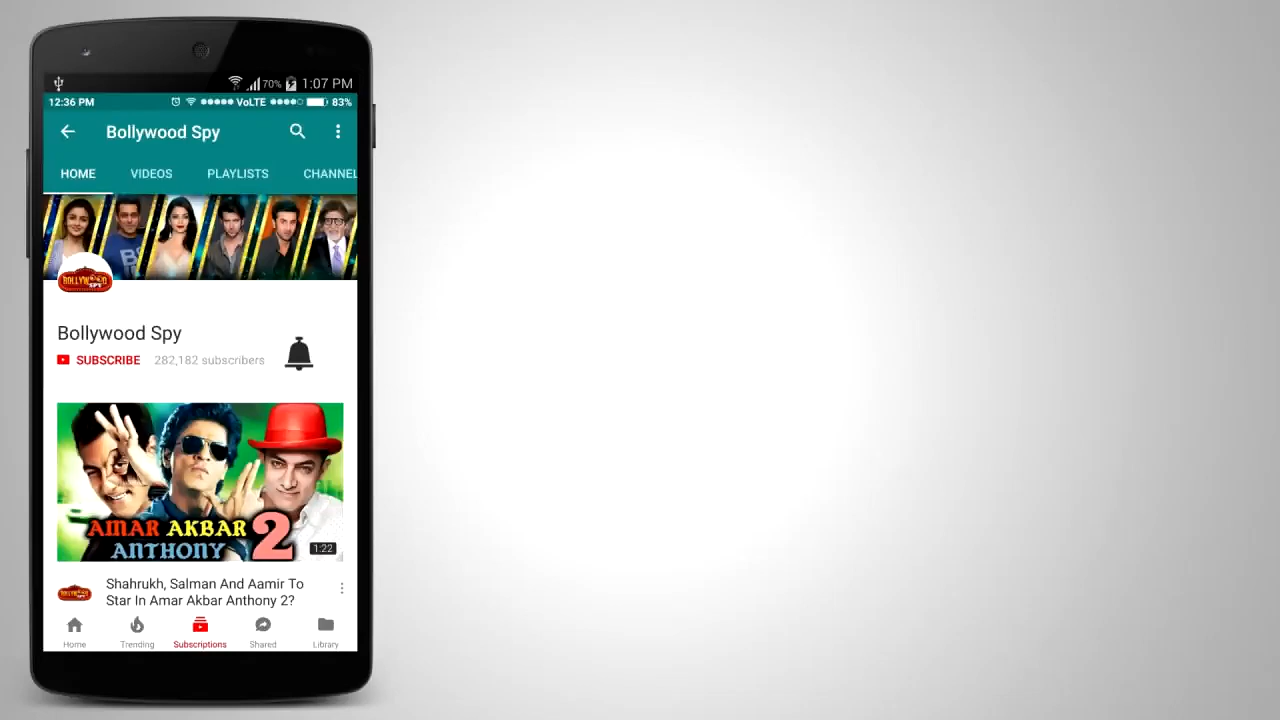 70% 1:07 PM
12:36 PM VoLTE 83%
Bollywood Spy
HOME VIDEOS PLAYLISTS CHANNEL
BOLLYWOOD
SPY
Bollywood Spy
SUBSCRIBE 282,182 subscribers
AMAR AKBAR
ANTHONY 2
1:22
Shahrukh, Salman And Aamir To
Star In Amar Akbar Anthony 2?
Home Trending Subscriptions Shared Library